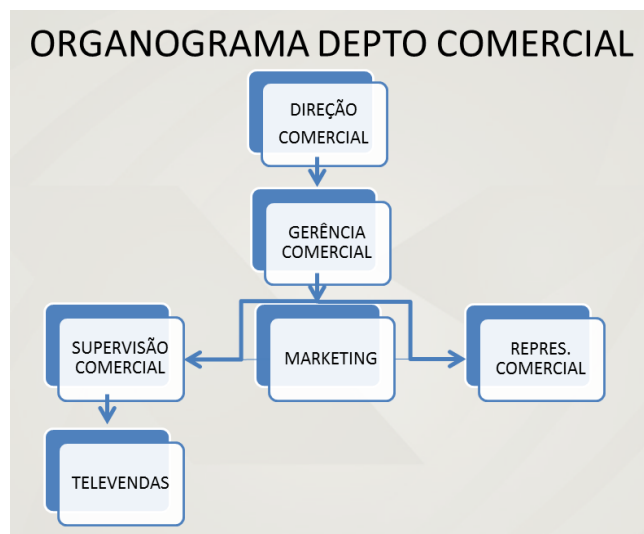 ORGANOGRAMA DEPTO COMERCIAL
DIREÇÃO
COMERCIAL
GERÊNCIA
COMERCIAL
SUPERVISÃO
COMERCIAL
MARKETING
REPRES.
COMERCIAL
TELEVENDAS